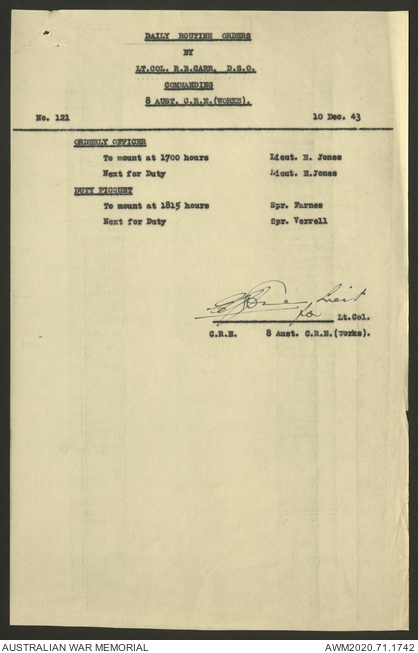 DAILY ROUTINE ORDERS
BY
LT.COL. R.B.CARR, D.S.O.
COMMANDING
8 AUST. C.R.E.(WORKS).
No. 121 10 Dec. 43
ORDERLY OFFICER
To mount at 1700 hours Lieut. E. Jones
Next for Duty Lieut. E.Jones
DUTY PICQUET
To mount at 1815 hours Spr. Farnes
Next for Duty Spr. Verrell
Lieut
for Lt.Col.
C.R.E. 8 Aust. C.R.E.(Works).
AUSTRALIAN WAR MEMORIAL AWM2020.71.1742